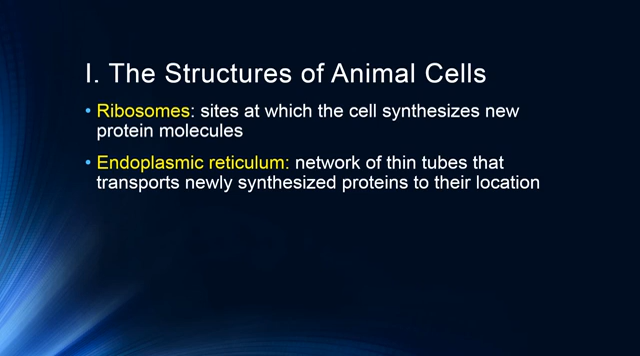 I. The Structures of Animal Cells
• Ribosomes: sites at which the cell synthesizes new
protein molecules
• Endoplasmic reticulum: network of thin tubes that
transports newly synthesized proteins to their location